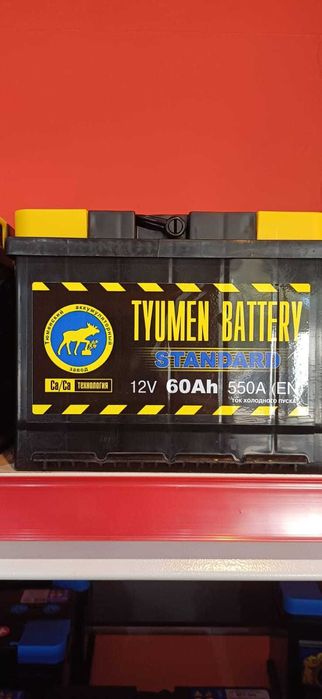 Тюменский аккумуляторный завод
TYUMEN BATTERY
STANDARD
Ca/Ca технология
12V 60Ah 550A (EN)
ток холодного пуска